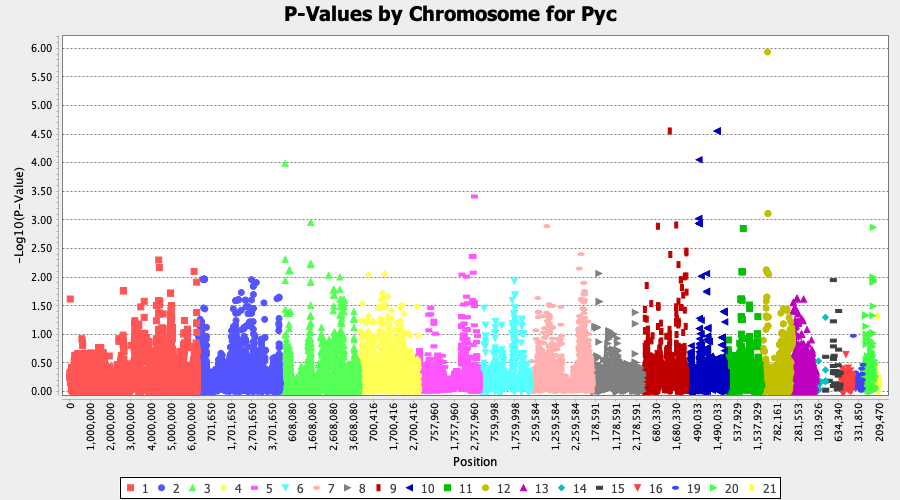 P-Values by Chromosome for Pyc
6.00
5.50
5.00
4.50
4.00
3.50
3.00
2.50
2.00
1.50
1.00
0.50
0.00
−Log10(P-Value)
0 1,000,000 2,000,000 3,000,000 4,000,000 5,000,000 6,000,000 701,650 1,701,650 2,701,650 3,701,650 608,080 1,608,080 2,608,080 3,608,080 700,416 1,700,416 2,700,416 757,960 1,757,960 2,757,960 759,998 1,759,998 259,584 1,259,584 2,259,584 178,591 1,178,591 2,178,591 680,330 1,680,330 490,033 1,490,033 537,929 1,537,929 782,161 281,553 103,926 634,340 331,850 209,470
Position
1 2 3 4 5 6 7 8 9 10 11 12 13 14 15 16 19 20 21